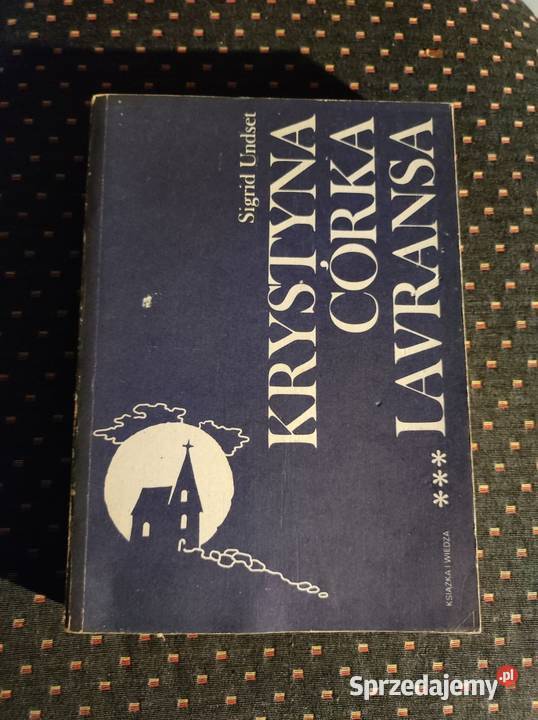 Sigrid Undset
KRYSTYNA
CÓRKA
LAVRANSA
***
KSIĄŻKA I WIEDZA
Sprzedajemy.pl